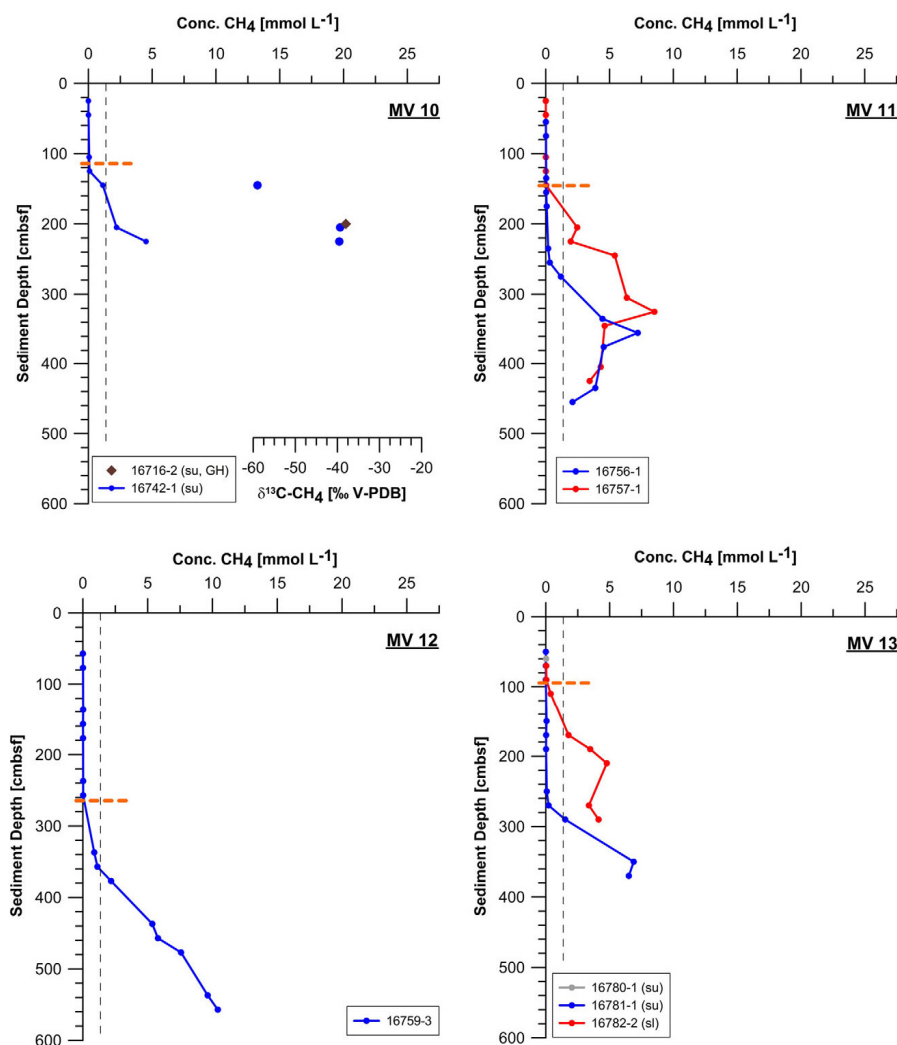 Conc. CH4 [mmol L-1]
0 5 10 15 20 25
0
100
200
300
400
500
600
Sediment Depth [cmbsf]
MV 10
-60 -50 -40 -30 -20
δ13C-CH4 [‰ V-PDB]
16716-2 (su, GH)
16742-1 (su)
Conc. CH4 [mmol L-1]
0 5 10 15 20 25
0
100
200
300
400
500
600
Sediment Depth [cmbsf]
MV 11
16756-1
16757-1
Conc. CH4 [mmol L-1]
0 5 10 15 20 25
0
100
200
300
400
500
600
Sediment Depth [cmbsf]
MV 12
16759-3
Conc. CH4 [mmol L-1]
0 5 10 15 20 25
0
100
200
300
400
500
600
Sediment Depth [cmbsf]
MV 13
16780-1 (su)
16781-1 (su)
16782-2 (sl)